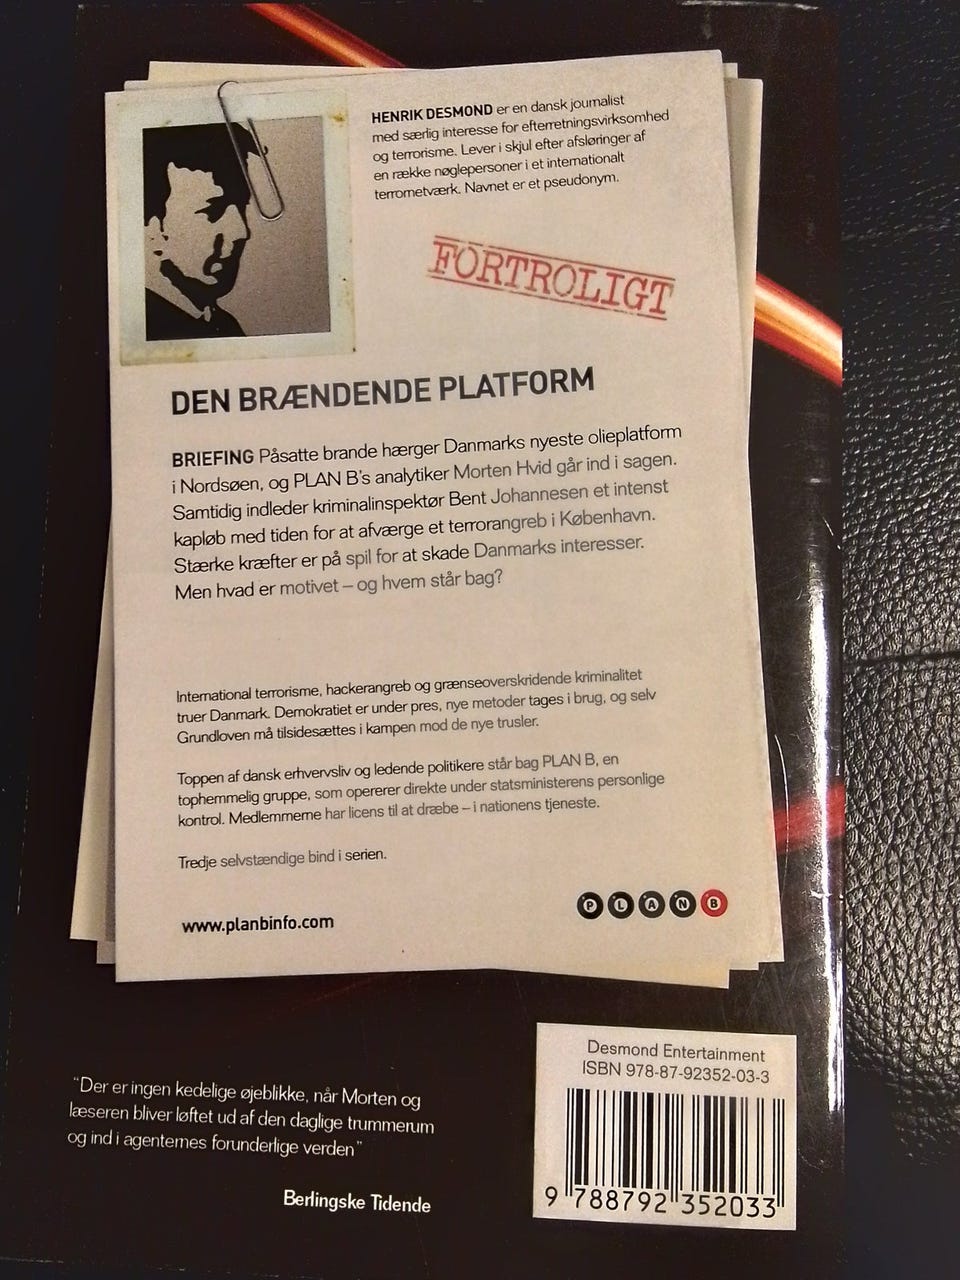 HENRIK DESMOND er en dansk journalist
med særlig interesse for efterretningsvirksomhed
og terrorisme. Lever i skjul efter afsløringer af
en række nøglepersoner i et internationalt
terrornetværk. Navnet er et pseudonym.
FORTROLIGT
DEN BRÆNDENDE PLATFORM
BRIEFING Påsatte brande hærger Danmarks nyeste olieplatform
i Nordsøen, og PLAN B's analytiker Morten Hvid går ind i sagen.
Samtidig indleder kriminalinspektør Bent Johannesen et intenst
kapløb med tiden for at afværge et terrorangreb i København.
Stærke kræfter er på spil for at skade Danmarks interesser.
Men hvad er motivet – og hvem står bag?
International terrorisme, hackerangreb og grænseoverskridende kriminalitet
truer Danmark. Demokratiet er under pres, nye metoder tages i brug, og selv
Grundloven må tilsidesættes i kampen mod de nye trusler.
Toppen af dansk erhvervsliv og ledende politikere står bag PLAN B, en
tophemmelig gruppe, som opererer direkte under statsministerens personlige
kontrol. Medlemmerne har licens til at dræbe – i nationens tjeneste.
Tredje selvstændige bind i serien.
www.planbinfo.com
PLAN B
"Der er ingen kedelige øjeblikke, når Morten og
læseren bliver løftet ud af den daglige trummerum
og ind i agenternes forunderlige verden"
Berlingske Tidende
Desmond Entertainment
ISBN 978-87-92352-03-3
9 788792 352033